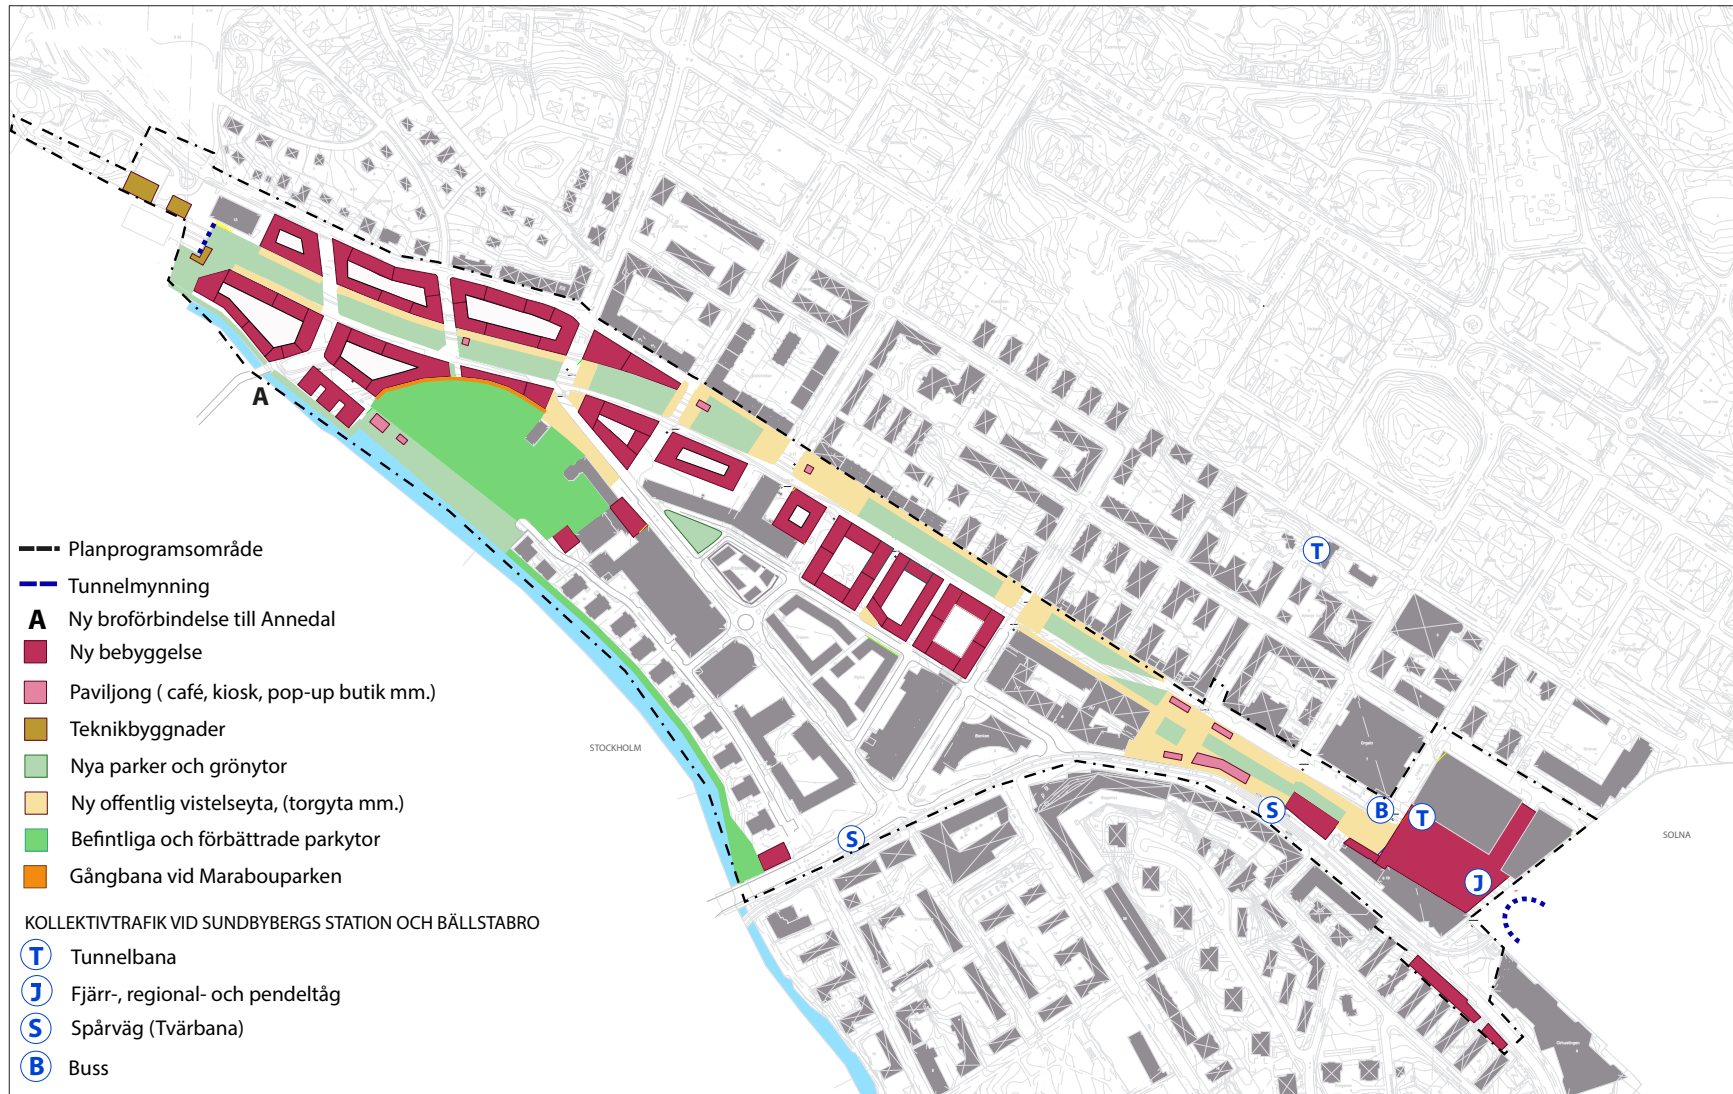 A
STOCKHOLM
SOLNA
T
S
B
T
S
J
Planprogramsområde
Tunnelmynning
A Ny broförbindelse till Annedal
Ny bebyggelse
Paviljong ( café, kiosk, pop-up butik mm.)
Teknikbyggnader
Nya parker och grönytor
Ny offentlig vistelseyta, (torgyta mm.)
Befintliga och förbättrade parkytor
Gångbana vid Marabouparken
KOLLEKTIVTRAFIK VID SUNDBYBERGS STATION OCH BÄLLSTABRO
T Tunnelbana
J Fjärr-, regional- och pendeltåg
S Spårväg (Tvärbana)
B Buss